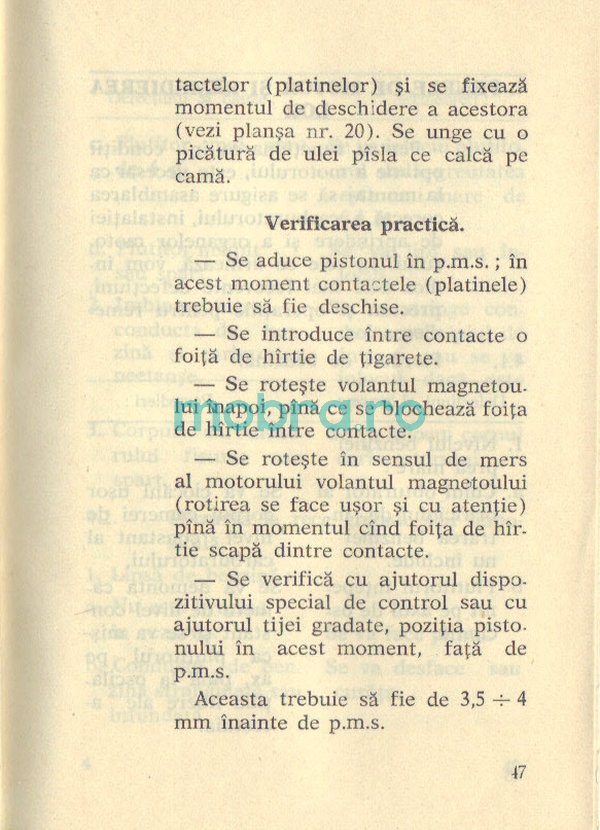 tactelor (platinelor) şi se fixează
momentul de deschidere a acestora
(vezi planşa nr. 20). Se unge cu o
picătură de ulei pîsla ce calcă pe
camă.
Verificarea practică.
— Se aduce pistonul în p.m.s. ; în
acest moment contactele (platinele)
trebuie să fie deschise.
— Se introduce între contacte o
foiţă de hîrtie de ţigarete.
— Se roteşte volantul magnetou-
lui înapoi, pînă ce se blochează foiţa
de hîrtie între contacte.
mobra.ro
— Se roteşte în sensul de mers
al motorului volantul magnetoului
(rotirea se face uşor şi cu atenţie)
pînă în momentul cînd foiţa de hîr-
tie scapă dintre contacte.
— Se verifică cu ajutorul dispo-
zitivului special de control sau cu
ajutorul tijei gradate, poziţia pisto-
nului în acest moment, faţă de
p.m.s.
Aceasta trebuie să fie de 3,5 ÷ 4
mm înainte de p.m.s.
47